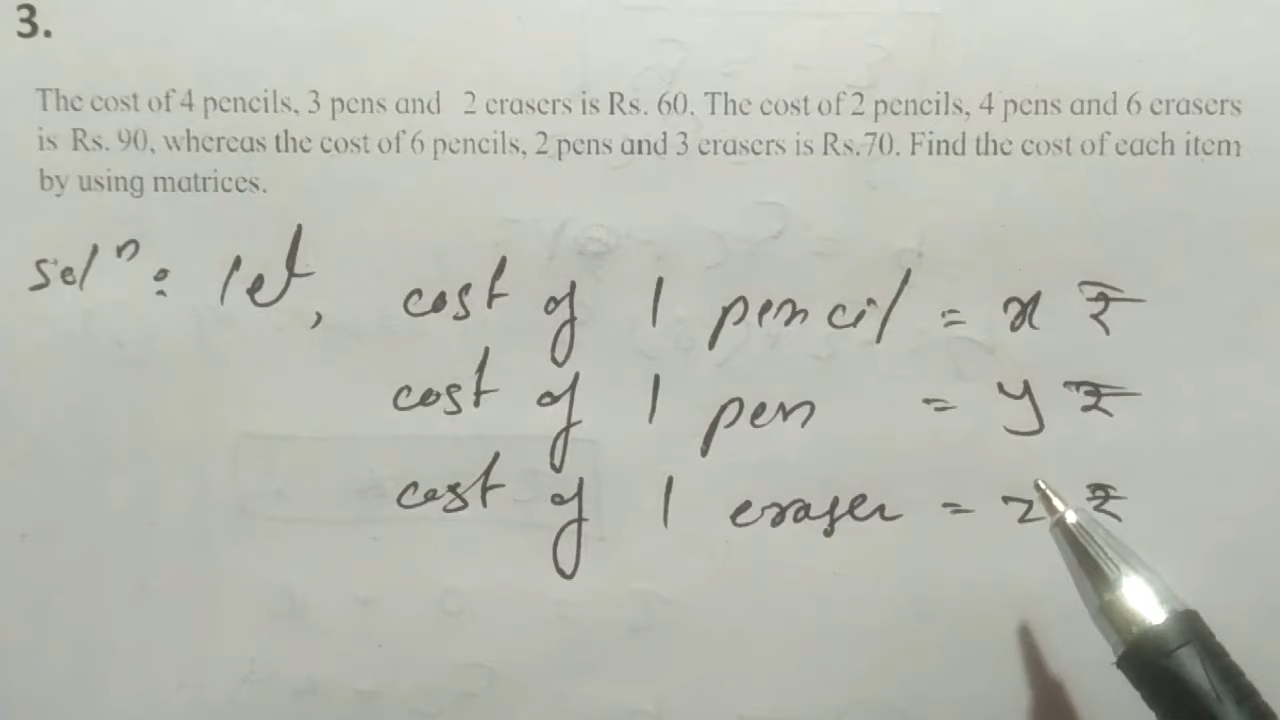 3.
The cost of 4 pencils, 3 pens and 2 erasers is Rs. 60. The cost of 2 pencils, 4 pens and 6 erasers
is Rs. 90, whereas the cost of 6 pencils, 2 pens and 3 erasers is Rs.70. Find the cost of each item
by using matrices.
solⁿ: let, cost of 1 pencil = x ₹
cost of 1 pen = y ₹
cost of 1 eraser = z ₹